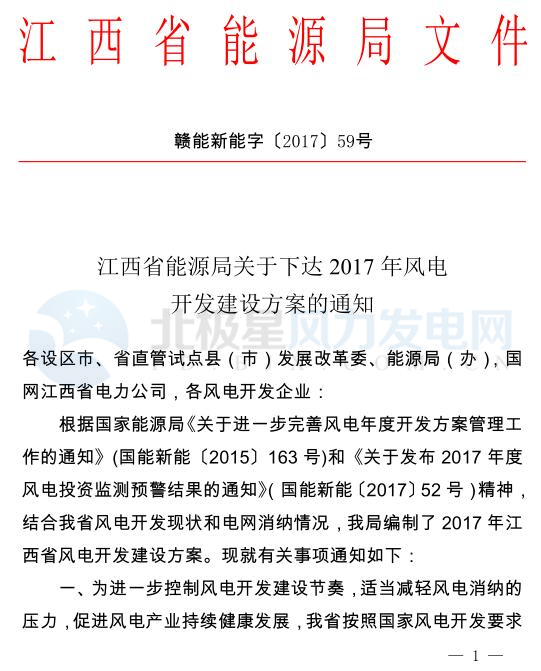 江西省能源局文件
赣能新能字〔2017〕59号
江西省能源局关于下达 2017 年风电
开发建设方案的通知
北极星风力发电网
各设区市、省直管试点县（市）发展改革委、能源局（办），国
网江西省电力公司，各风电开发企业：
根据国家能源局《关于进一步完善风电年度开发方案管理工
作的通知》(国能新能〔2015〕163 号)和《关于发布 2017 年度
风电投资监测预警结果的通知》（国能新能〔2017〕52 号）精神，
结合我省风电开发现状和电网消纳情况，我局编制了 2017 年江
西省风电开发建设方案。现就有关事项通知如下：
一、为进一步控制风电开发建设节奏，适当减轻风电消纳的
压力，促进风电产业持续健康发展，我省按照国家风电开发要求
— 1 —